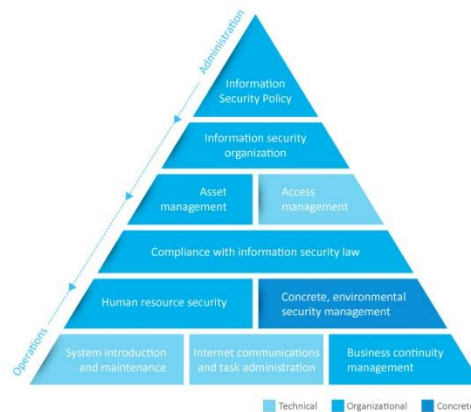 Administration
Information
Security Policy
Information security
organization
Asset
management
Access
management
Compliance with information security law
Human resource security
Concrete, environmental
security management
Operations
System introduction
and maintenance
Internet communications
and task administration
Business continuity
management
Technical
Organizational
Concrete